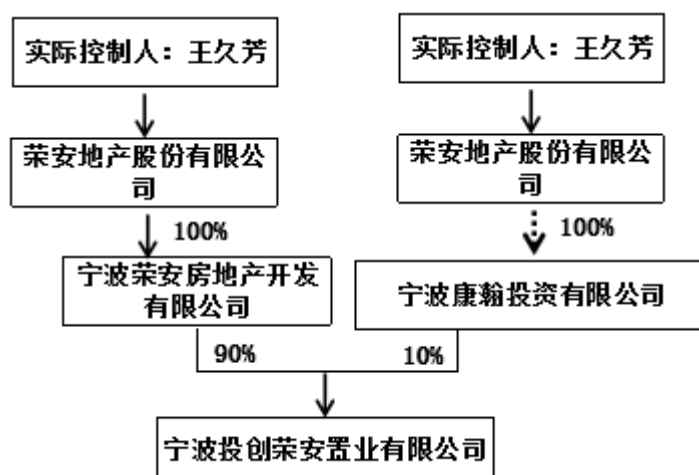 实际控制人：王久芳
实际控制人：王久芳
荣安地产股份有限公
司
荣安地产股份有限公
司
100%
100%
宁波荣安房地产开发
有限公司
宁波康瀚投资有限公司
90%
10%
宁波投创荣安置业有限公司